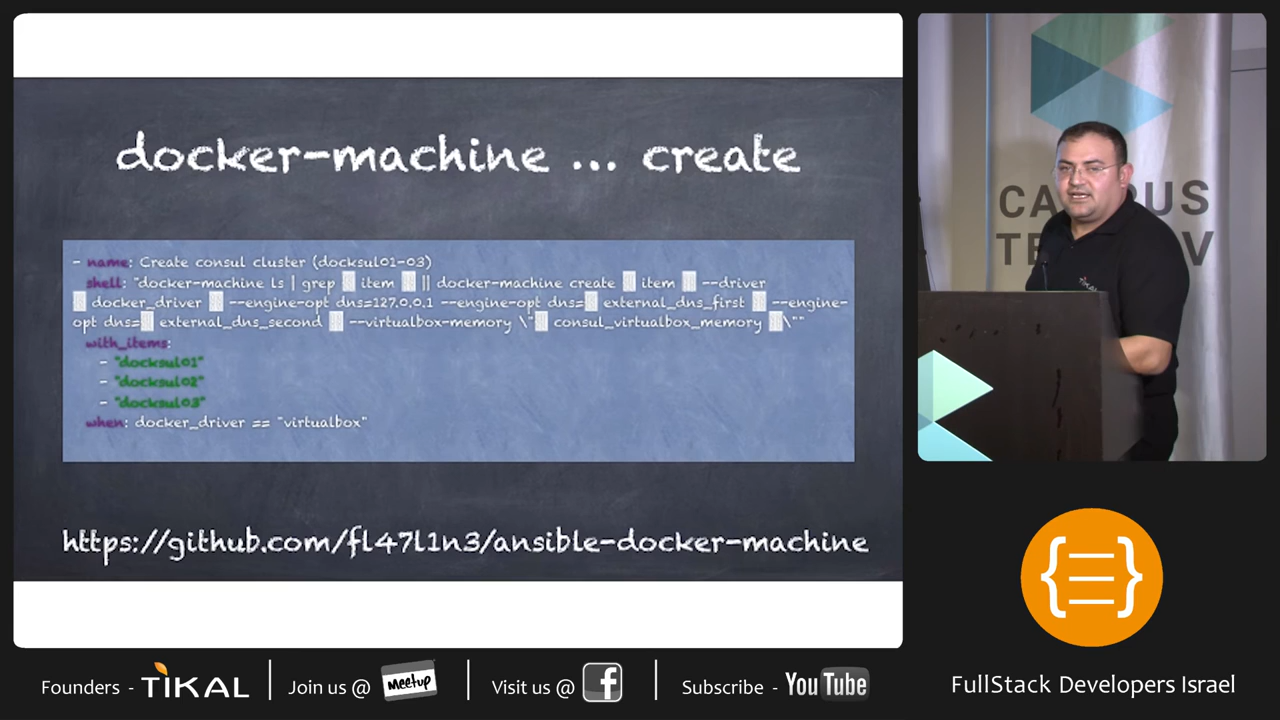 docker-machine ... create
- name: Create consul cluster (docksul01-03)
shell: "docker-machine ls | grep ░ item ░ || docker-machine create ░ item ░ --driver
░ docker_driver ░ --engine-opt dns=127.0.0.1 --engine-opt dns=░ external_dns_first ░ --engine-
opt dns=░ external_dns_second ░ --virtualbox-memory \"░ consul_virtualbox_memory ░\""
with_items:
- "docksul01"
- "docksul02"
- "docksul03"
when: docker_driver == "virtualbox"
https://github.com/fl47l1n3/ansible-docker-machine
Founders - TIKAL
Join us @ Meetup
Visit us @ f
Subscribe - YouTube
{≡}
FullStack Developers Israel